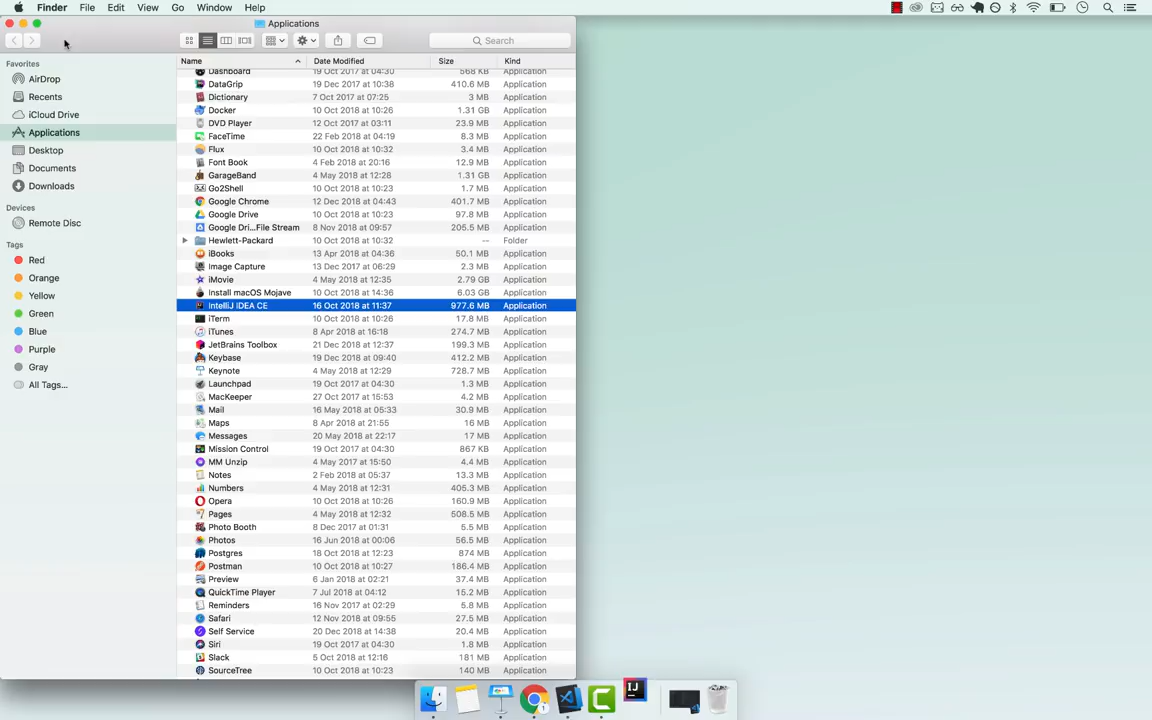 Finder File Edit View Go Window Help
Applications
Search
Favorites
AirDrop
Recents
iCloud Drive
Applications
Desktop
Documents
Downloads
Devices
Remote Disc
Tags
Red
Orange
Yellow
Green
Blue
Purple
Gray
All Tags...
Name Date Modified Size Kind
Dashboard 19 Oct 2017 at 04:30 568 KB Application
DataGrip 19 Dec 2017 at 10:38 410.6 MB Application
Dictionary 7 Oct 2017 at 07:25 3 MB Application
Docker 10 Oct 2018 at 10:26 1.31 GB Application
DVD Player 12 Oct 2017 at 03:11 23.9 MB Application
FaceTime 22 Feb 2018 at 04:19 8.3 MB Application
Flux 10 Oct 2018 at 10:32 3.4 MB Application
Font Book 4 Feb 2018 at 20:16 12.9 MB Application
GarageBand 4 May 2018 at 12:28 1.31 GB Application
Go2Shell 10 Oct 2018 at 10:23 1.7 MB Application
Google Chrome 12 Dec 2018 at 04:43 401.7 MB Application
Google Drive 10 Oct 2018 at 10:23 97.8 MB Application
Google Dri...File Stream 8 Nov 2018 at 09:57 205.5 MB Application
Hewlett-Packard 10 Oct 2018 at 10:32 -- Folder
iBooks 13 Apr 2018 at 04:36 50.1 MB Application
Image Capture 13 Dec 2017 at 06:29 2.3 MB Application
iMovie 4 May 2018 at 12:35 2.79 GB Application
Install macOS Mojave 10 Oct 2018 at 14:36 6.03 GB Application
IntelliJ IDEA CE 16 Oct 2018 at 11:37 977.6 MB Application
iTerm 10 Oct 2018 at 10:26 17.8 MB Application
iTunes 8 Apr 2018 at 16:18 274.7 MB Application
JetBrains Toolbox 21 Dec 2018 at 12:37 199.3 MB Application
Keybase 19 Dec 2018 at 09:40 412.2 MB Application
Keynote 4 May 2018 at 12:29 728.7 MB Application
Launchpad 19 Oct 2017 at 04:30 1.3 MB Application
MacKeeper 27 Oct 2017 at 15:53 4.2 MB Application
Mail 16 May 2018 at 05:33 30.9 MB Application
Maps 8 Apr 2018 at 21:55 16 MB Application
Messages 20 May 2018 at 22:17 17 MB Application
Mission Control 19 Oct 2017 at 04:30 867 KB Application
MM Unzip 4 May 2017 at 15:50 4.4 MB Application
Notes 2 Feb 2018 at 05:37 13.3 MB Application
Numbers 4 May 2018 at 12:31 405.3 MB Application
Opera 10 Oct 2018 at 10:26 160.9 MB Application
Pages 4 May 2018 at 12:32 508.5 MB Application
Photo Booth 8 Dec 2017 at 01:31 5.5 MB Application
Photos 16 Jun 2018 at 00:06 56.5 MB Application
Postgres 18 Oct 2018 at 12:23 874 MB Application
Postman 10 Oct 2018 at 10:27 186.4 MB Application
Preview 6 Jan 2018 at 02:21 37.4 MB Application
QuickTime Player 7 Jul 2018 at 04:12 15.2 MB Application
Reminders 16 Nov 2017 at 02:29 5.8 MB Application
Safari 12 Nov 2018 at 09:55 27.5 MB Application
Self Service 20 Dec 2018 at 14:38 20.4 MB Application
Siri 19 Oct 2017 at 04:30 1.8 MB Application
Slack 5 Oct 2018 at 12:16 181 MB Application
SourceTree 10 Oct 2018 at 10:23 140 MB Application
IJ